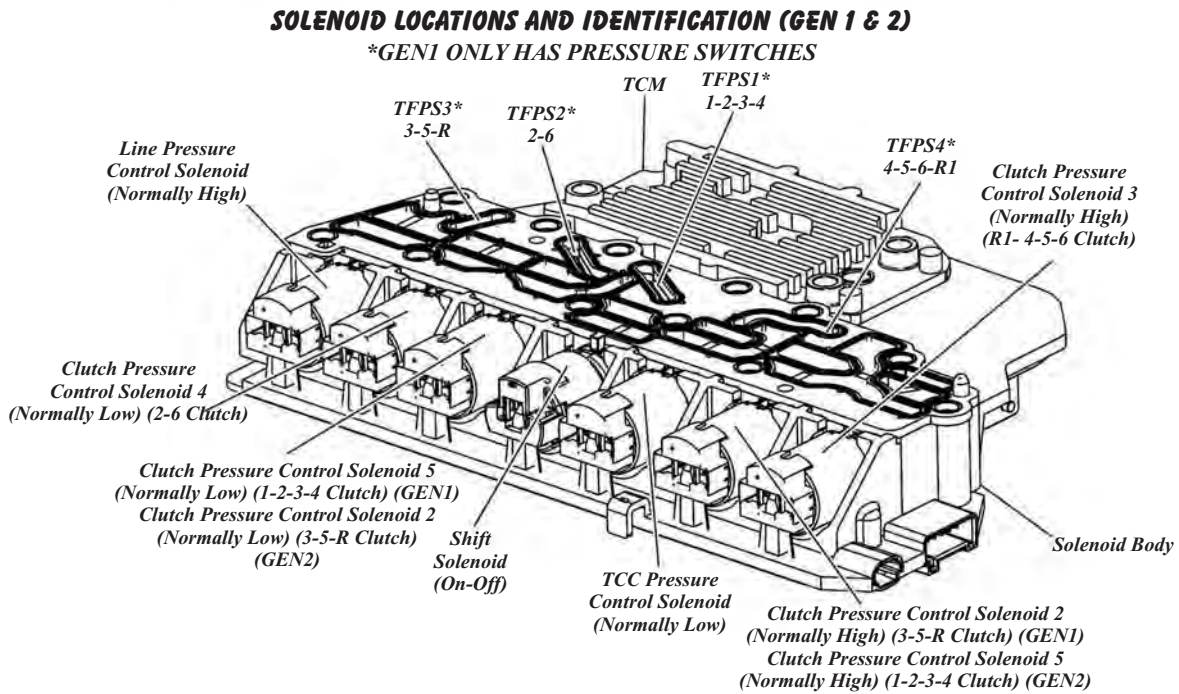 SOLENOID LOCATIONS AND IDENTIFICATION (GEN 1 & 2)
*GEN1 ONLY HAS PRESSURE SWITCHES
TCM
TFPS1*
1-2-3-4
TFPS3*
3-5-R
TFPS2*
2-6
TFPS4*
4-5-6-R1
Line Pressure
Control Solenoid
(Normally High)
Clutch Pressure
Control Solenoid 3
(Normally High)
(R1- 4-5-6 Clutch)
Clutch Pressure
Control Solenoid 4
(Normally Low) (2-6 Clutch)
Clutch Pressure Control Solenoid 5
(Normally Low) (1-2-3-4 Clutch) (GEN1)
Clutch Pressure Control Solenoid 2
(Normally Low) (3-5-R Clutch)
(GEN2)
Shift
Solenoid
(On-Off)
TCC Pressure
Control Solenoid
(Normally Low)
Solenoid Body
Clutch Pressure Control Solenoid 2
(Normally High) (3-5-R Clutch) (GEN1)
Clutch Pressure Control Solenoid 5
(Normally High) (1-2-3-4 Clutch) (GEN2)